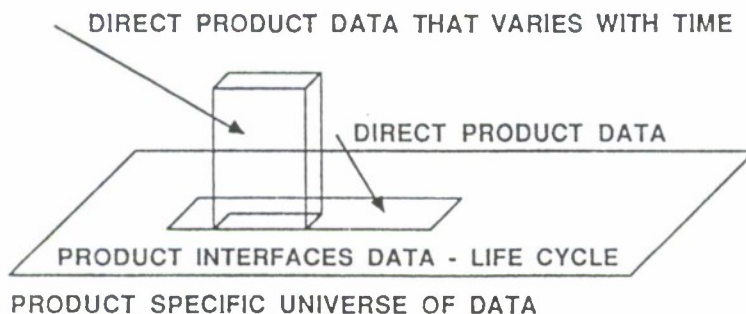 DIRECT PRODUCT DATA THAT VARIES WITH TIME
DIRECT PRODUCT DATA
PRODUCT INTERFACES DATA - LIFE CYCLE
PRODUCT SPECIFIC UNIVERSE OF DATA